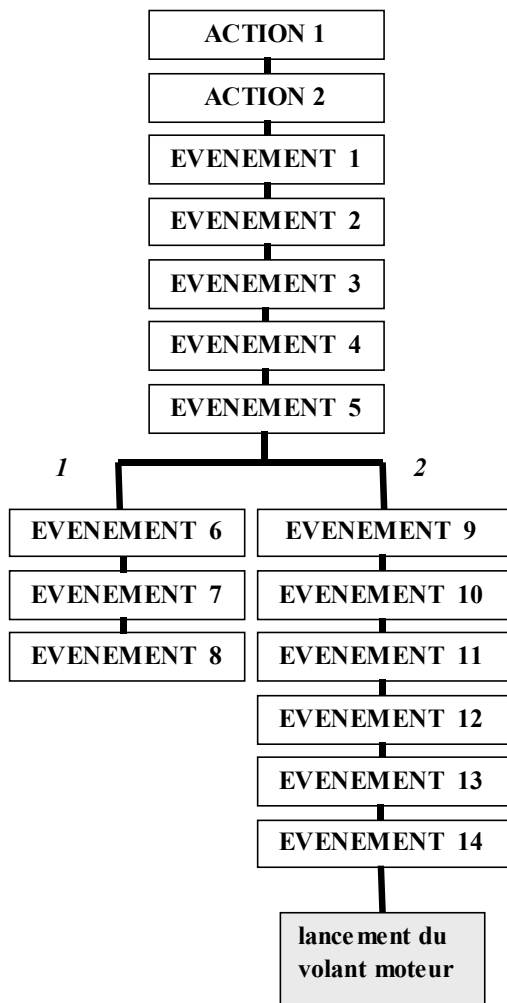 ACTION 1
ACTION 2
EVENEMENT 1
EVENEMENT 2
EVENEMENT 3
EVENEMENT 4
EVENEMENT 5
1
2
EVENEMENT 6
EVENEMENT 7
EVENEMENT 8
EVENEMENT 9
EVENEMENT 10
EVENEMENT 11
EVENEMENT 12
EVENEMENT 13
EVENEMENT 14
lancement du
volant moteur